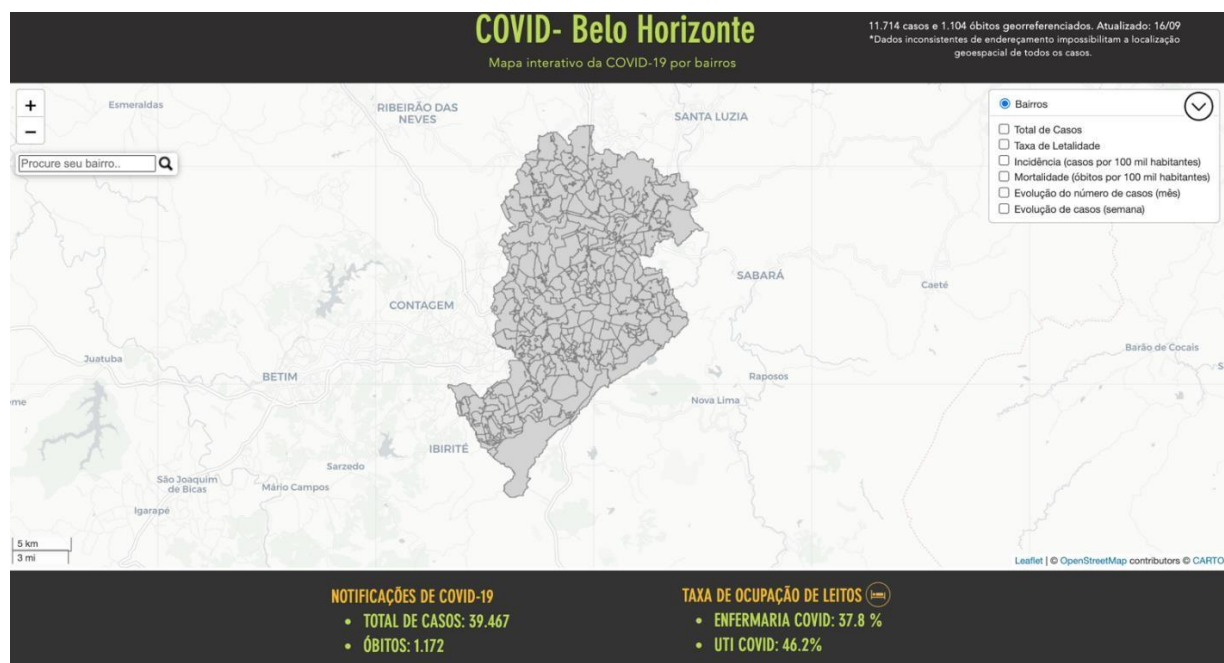 COVID- Belo Horizonte
Mapa interativo da COVID-19 por bairros
11.714 casos e 1.104 óbitos georreferenciados. Atualizado: 16/09
*Dados inconsistentes de endereçamento impossibilitam a localização
geoespacial de todos os casos.
+
−
Procure seu bairro..
Bairros
Total de Casos
Taxa de Letalidade
Incidência (casos por 100 mil habitantes)
Mortalidade (óbitos por 100 mil habitantes)
Evolução do número de casos (mês)
Evolução de casos (semana)
Esmeraldas
RIBEIRÃO DAS
NEVES
SANTA LUZIA
SABARÁ
Caeté
CONTAGEM
Juatuba
Barão de Cocais
BETIM
Raposos
Nova Lima
ome
IBIRITÉ
Sarzedo
São Joaquim
de Bicas
Mário Campos
Igarapé
5 km
3 mi
Leaflet | © OpenStreetMap contributors © CARTO
NOTIFICAÇÕES DE COVID-19
• TOTAL DE CASOS: 39.467
• ÓBITOS: 1.172
TAXA DE OCUPAÇÃO DE LEITOS
• ENFERMARIA COVID: 37.8 %
• UTI COVID: 46.2%